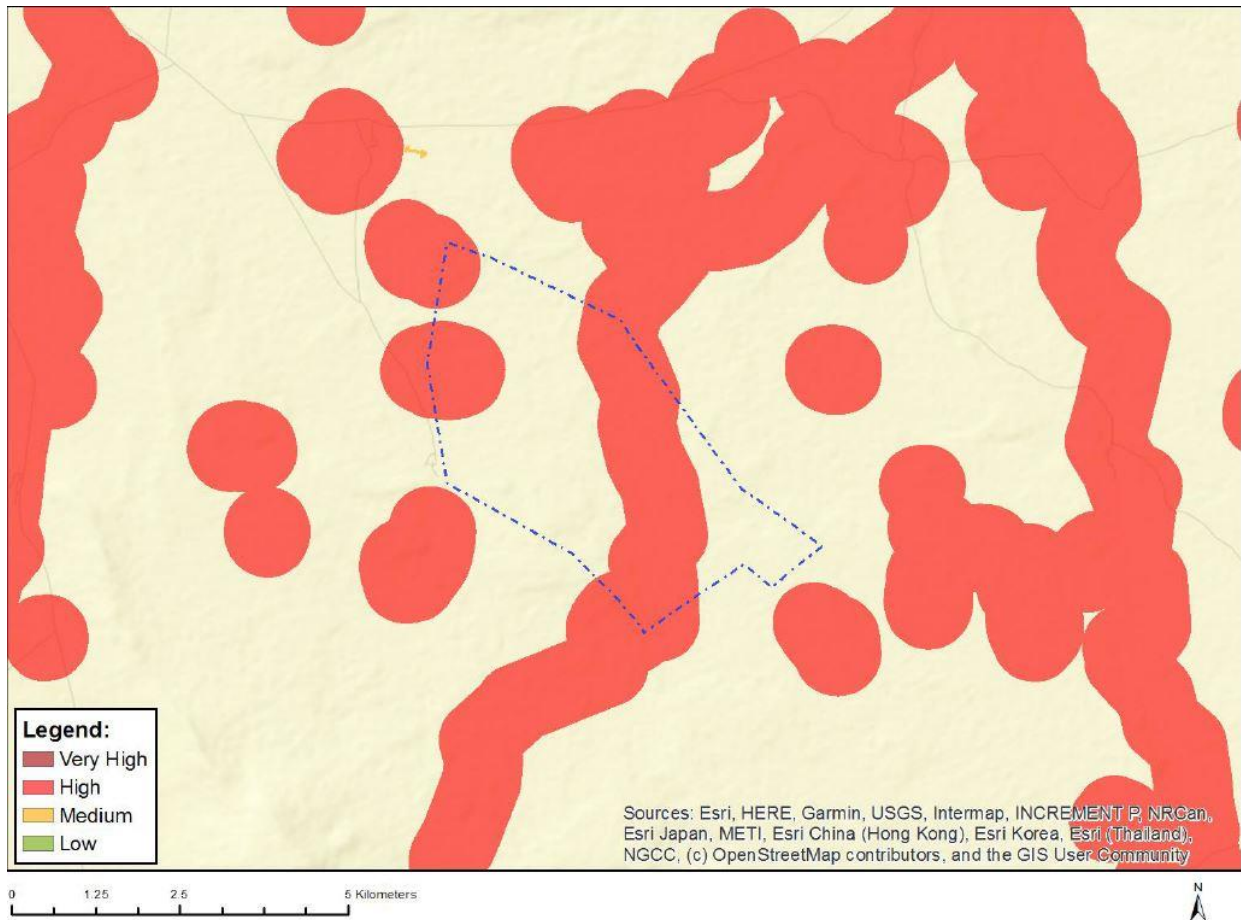 Legend:
Very High
High
Medium
Low
Sources: Esri, HERE, Garmin, USGS, Intermap, INCREMENT P, NRCan,
Esri Japan, METI, Esri China (Hong Kong), Esri Korea, Esri (Thailand),
NGCC, (c) OpenStreetMap contributors, and the GIS User Community
0 1.25 2.5 5 Kilometers
N